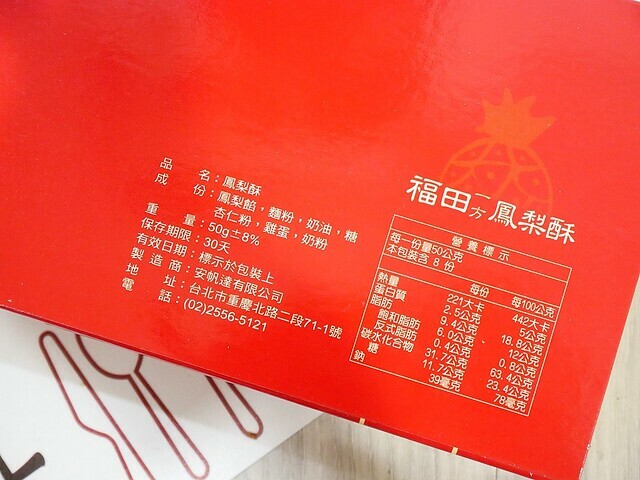 品　　名：鳳梨酥
成　　份：鳳梨餡，麵粉，奶油，糖
杏仁粉，雞蛋，奶粉
重　　量：50g±8%
保存期限：30天
有效日期：標示於包裝上
製 造 商：安帆達有限公司
地　　址：台北市重慶北路二段71-1號
電　　話：(02)2556-5121
福田一方鳳梨酥
營養標示
每一份量50公克
本包裝含 8 份
每份 每100公克
熱量 221大卡 442大卡
蛋白質 2.5公克 5公克
脂肪 9.4公克 18.8公克
飽和脂肪 6.0公克 12公克
反式脂肪 0.4公克 0.8公克
碳水化合物 31.7公克 63.4公克
糖 11.7公克 23.4公克
鈉 39毫克 78毫克